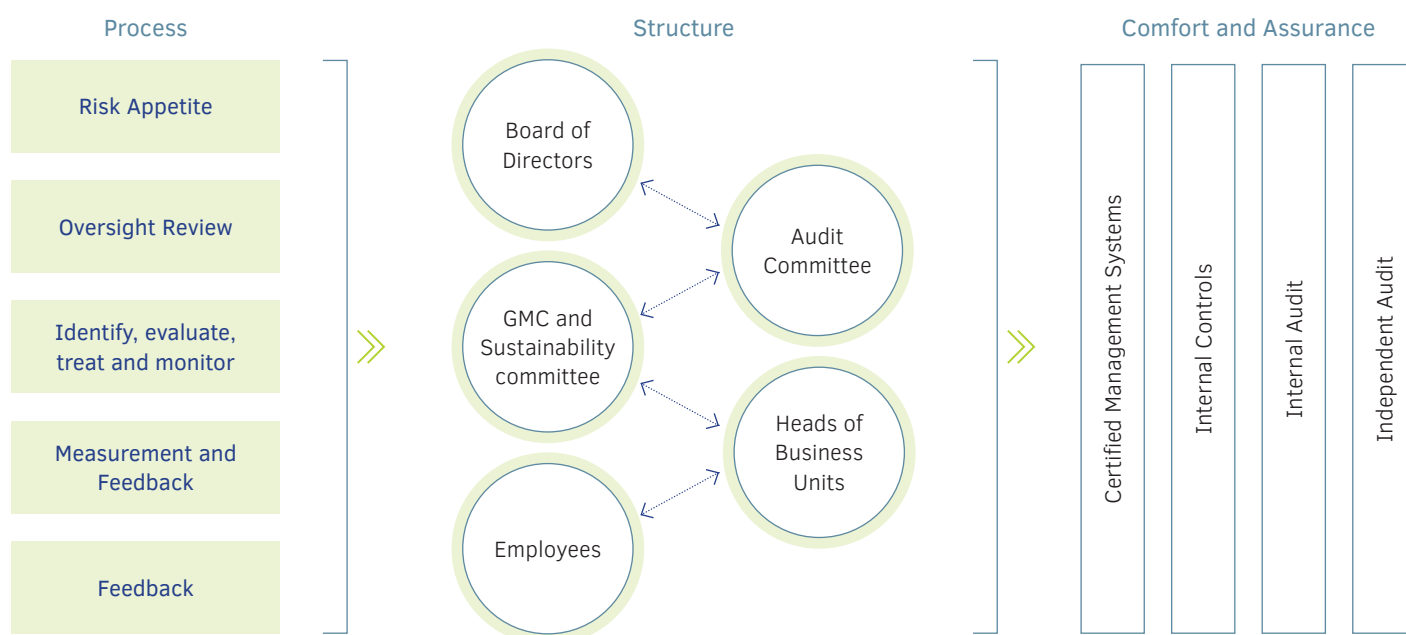 Process
Risk Appetite
Oversight Review
Identify, evaluate,
treat and monitor
Measurement and
Feedback
Feedback
Structure
Board of
Directors
Audit
Committee
GMC and
Sustainability
committee
Heads of
Business
Units
Employees
Comfort and Assurance
Certified Management Systems
Internal Controls
Internal Audit
Independent Audit